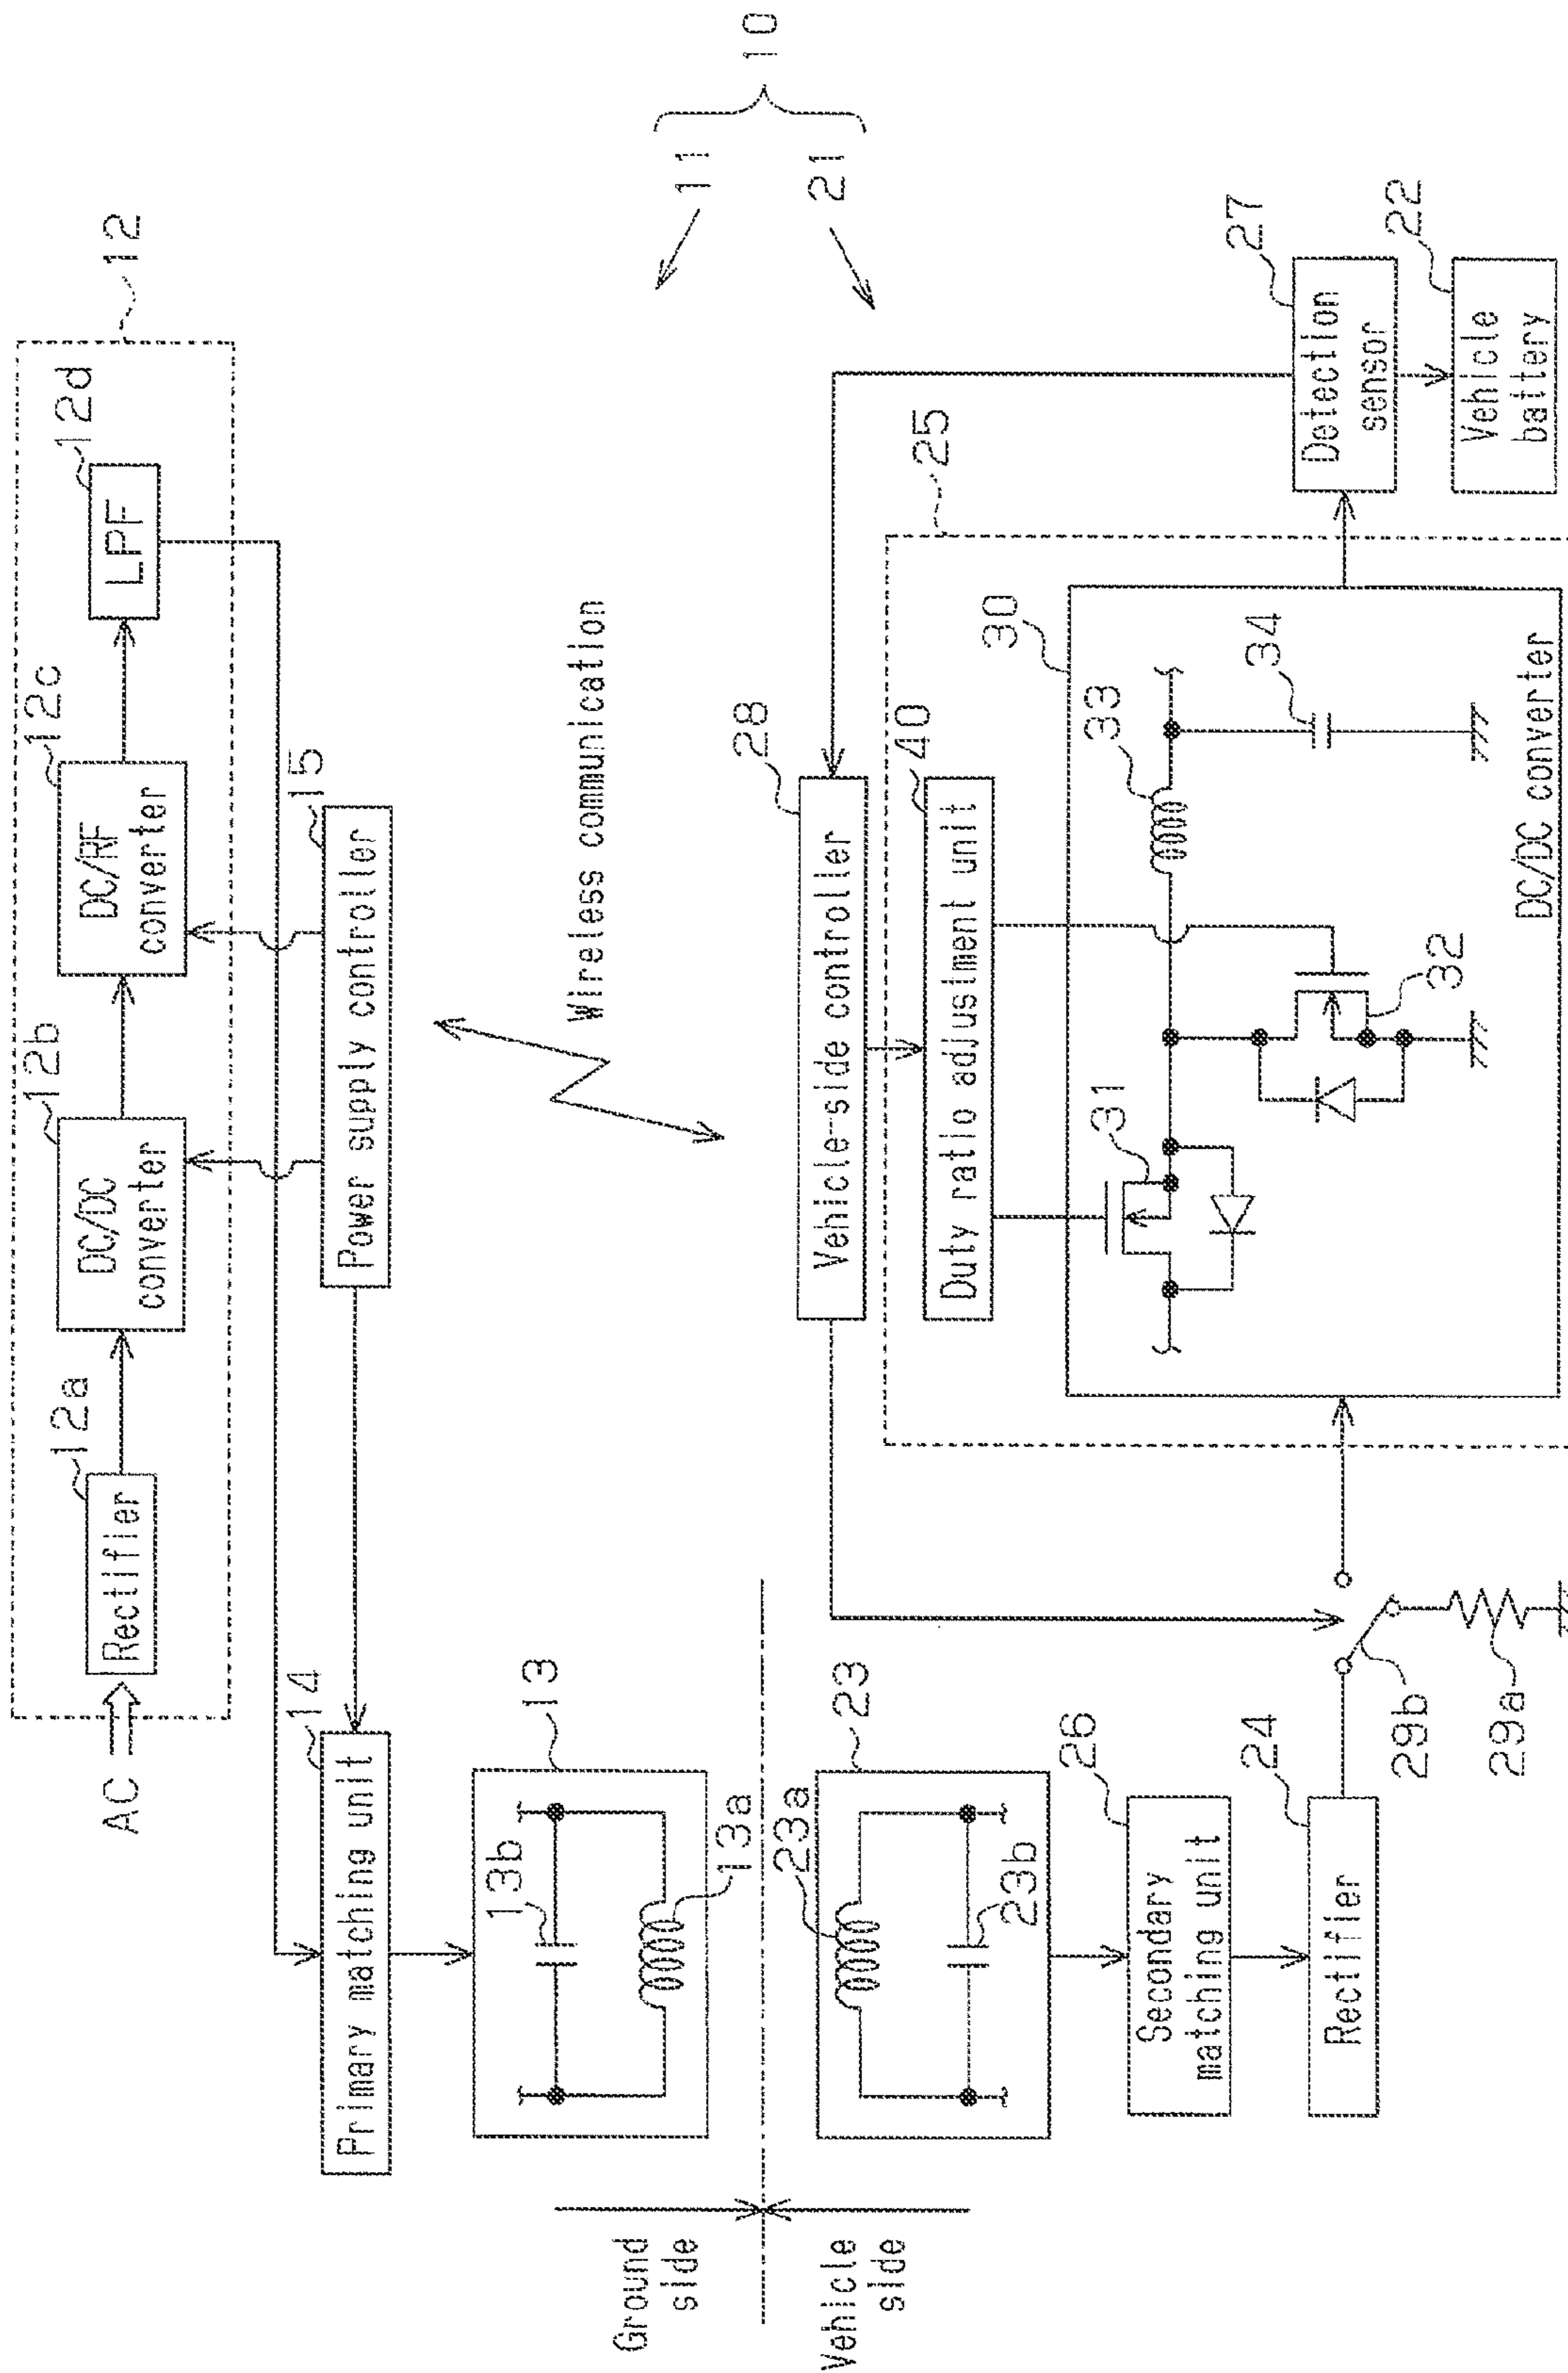 12
12a
12b
12c
12d
AC
Rectifier
DC/DC
converter
DC/RF
converter
LPF
14
15
Primary matching unit
Power supply controller
13
13b
13a
Wireless communication
11
10
21
Ground
side
Vehicle
side
23
23a
23b
28
Vehicle-side controller
25
40
Duty ratio adjustment unit
26
Secondary
matching unit
30
31
33
34
32
DC/DC converter
27
Detection
sensor
24
Rectifier
29b
29a
22
Vehicle
battery